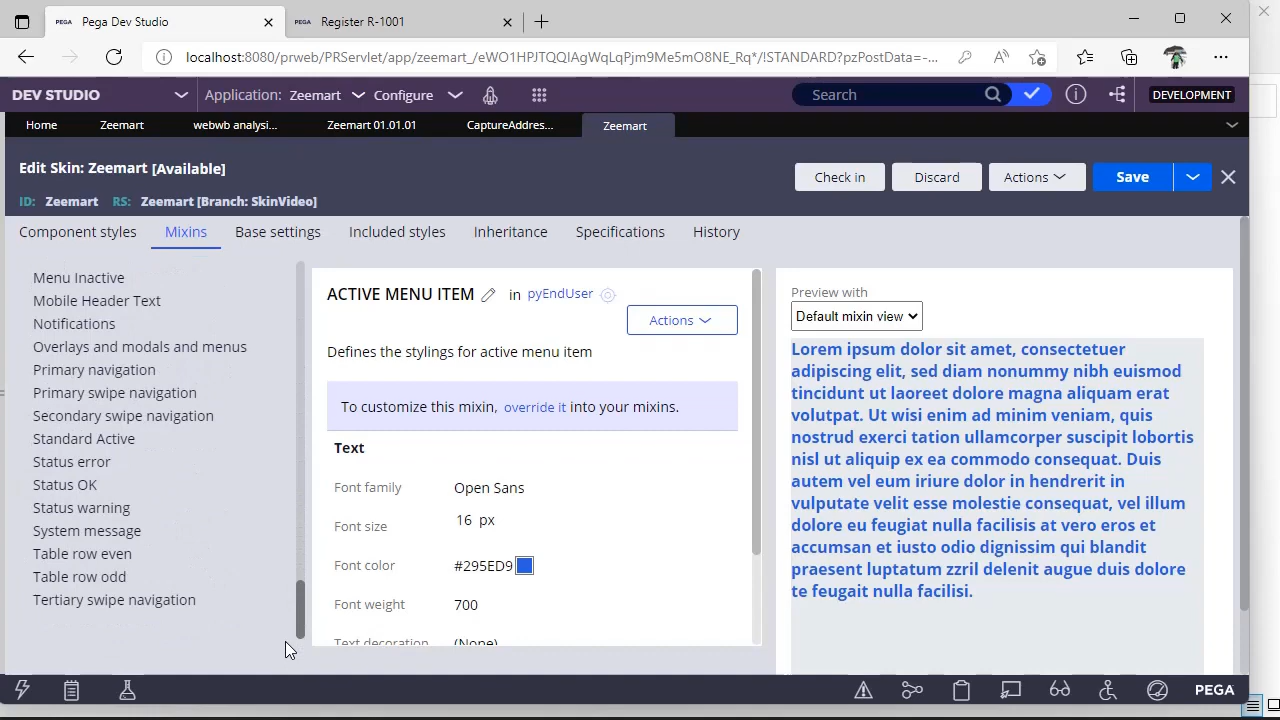 PEGA Pega Dev Studio
PEGA Register R-1001
localhost:8080/prweb/PRServlet/app/zeemart_/eWO1HPJTQQIAgWqLqPjm9Me5mO8NE_Rq*/!STANDARD?pzPostData=-...
DEV STUDIO
Application: Zeemart
Configure
Search
DEVELOPMENT
Home
Zeemart
webwb analysi...
Zeemart 01.01.01
CaptureAddres...
Zeemart
Edit Skin: Zeemart [Available]
ID: Zeemart RS: Zeemart [Branch: SkinVideo]
Check in
Discard
Actions
Save
Component styles
Mixins
Base settings
Included styles
Inheritance
Specifications
History
Menu Inactive
Mobile Header Text
Notifications
Overlays and modals and menus
Primary navigation
Primary swipe navigation
Secondary swipe navigation
Standard Active
Status error
Status OK
Status warning
System message
Table row even
Table row odd
Tertiary swipe navigation
ACTIVE MENU ITEM in pyEndUser
Actions
Defines the stylings for active menu item
To customize this mixin, override it into your mixins.
Text
Font family Open Sans
Font size 16 px
Font color #295ED9
Font weight 700
Text decoration (None)
Preview with
Default mixin view
Lorem ipsum dolor sit amet, consectetuer
adipiscing elit, sed diam nonummy nibh euismod
tincidunt ut laoreet dolore magna aliquam erat
volutpat. Ut wisi enim ad minim veniam, quis
nostrud exerci tation ullamcorper suscipit lobortis
nisl ut aliquip ex ea commodo consequat. Duis
autem vel eum iriure dolor in hendrerit in
vulputate velit esse molestie consequat, vel illum
dolore eu feugiat nulla facilisis at vero eros et
accumsan et iusto odio dignissim qui blandit
praesent luptatum zzril delenit augue duis dolore
te feugait nulla facilisi.
PEGA